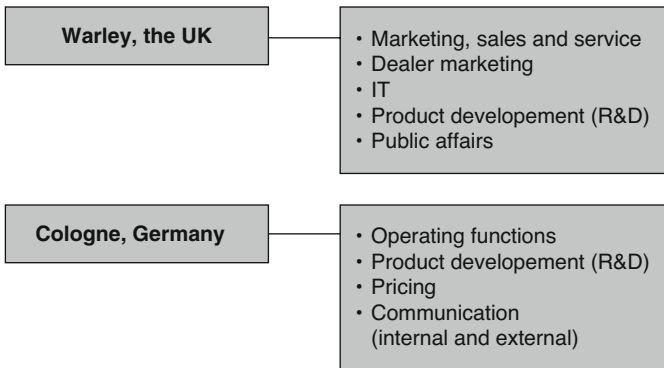 Warley, the UK
• Marketing, sales and service
• Dealer marketing
• IT
• Product developement (R&D)
• Public affairs
Cologne, Germany
• Operating functions
• Product developement (R&D)
• Pricing
• Communication
(internal and external)